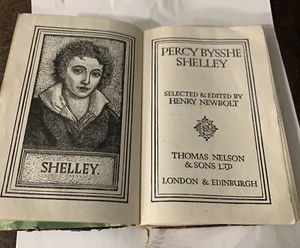 SHELLEY.
PERCY BYSSHE
SHELLEY
SELECTED & EDITED BY
HENRY NEWBOLT
THOMAS NELSON
& SONS LTD
LONDON & EDINBURGH